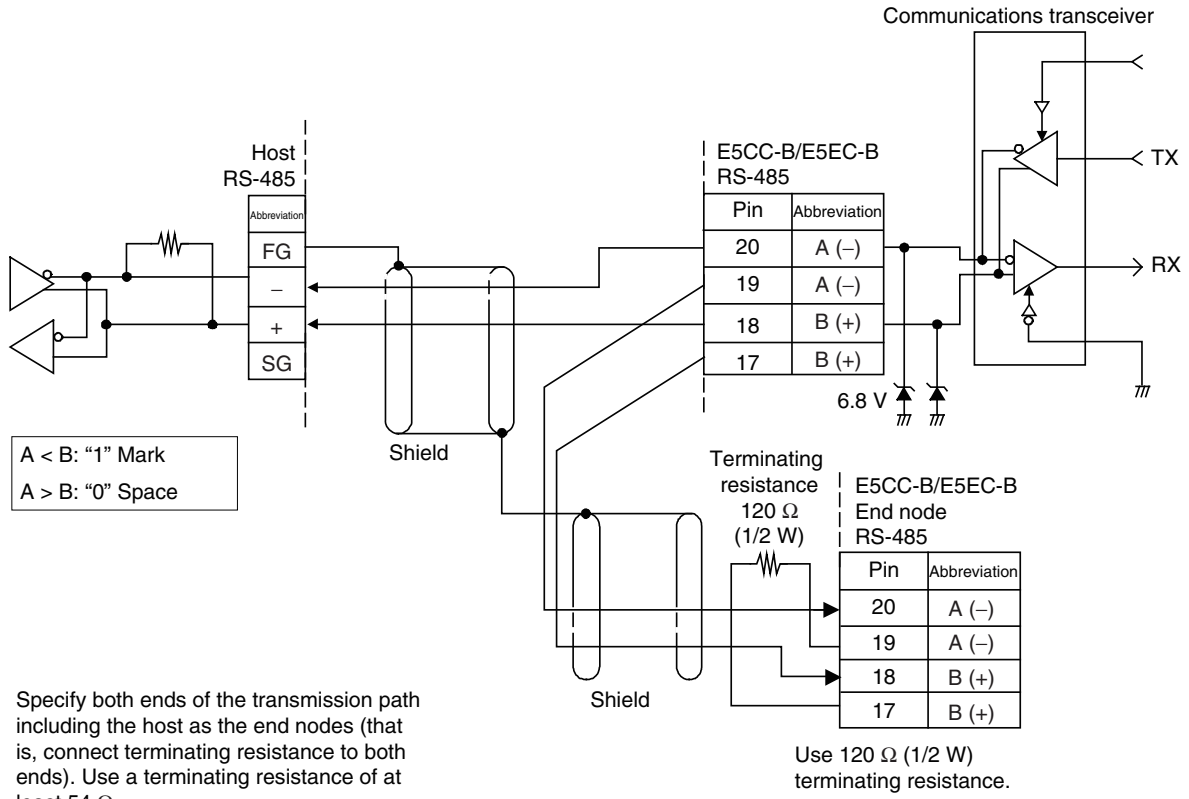 Communications transceiver
TX
RX
Host
RS-485
Abbreviation
FG
−
+
SG
Shield
A < B: “1” Mark
A > B: “0” Space
E5CC-B/E5EC-B
RS-485
Pin Abbreviation
20 A (−)
19 A (−)
18 B (+)
17 B (+)
6.8 V
Terminating
resistance
120 Ω
(1/2 W)
E5CC-B/E5EC-B
End node
RS-485
Pin Abbreviation
20 A (−)
19 A (−)
18 B (+)
17 B (+)
Shield
Use 120 Ω (1/2 W)
terminating resistance.
Specify both ends of the transmission path
including the host as the end nodes (that
is, connect terminating resistance to both
ends). Use a terminating resistance of at
least 54 Ω